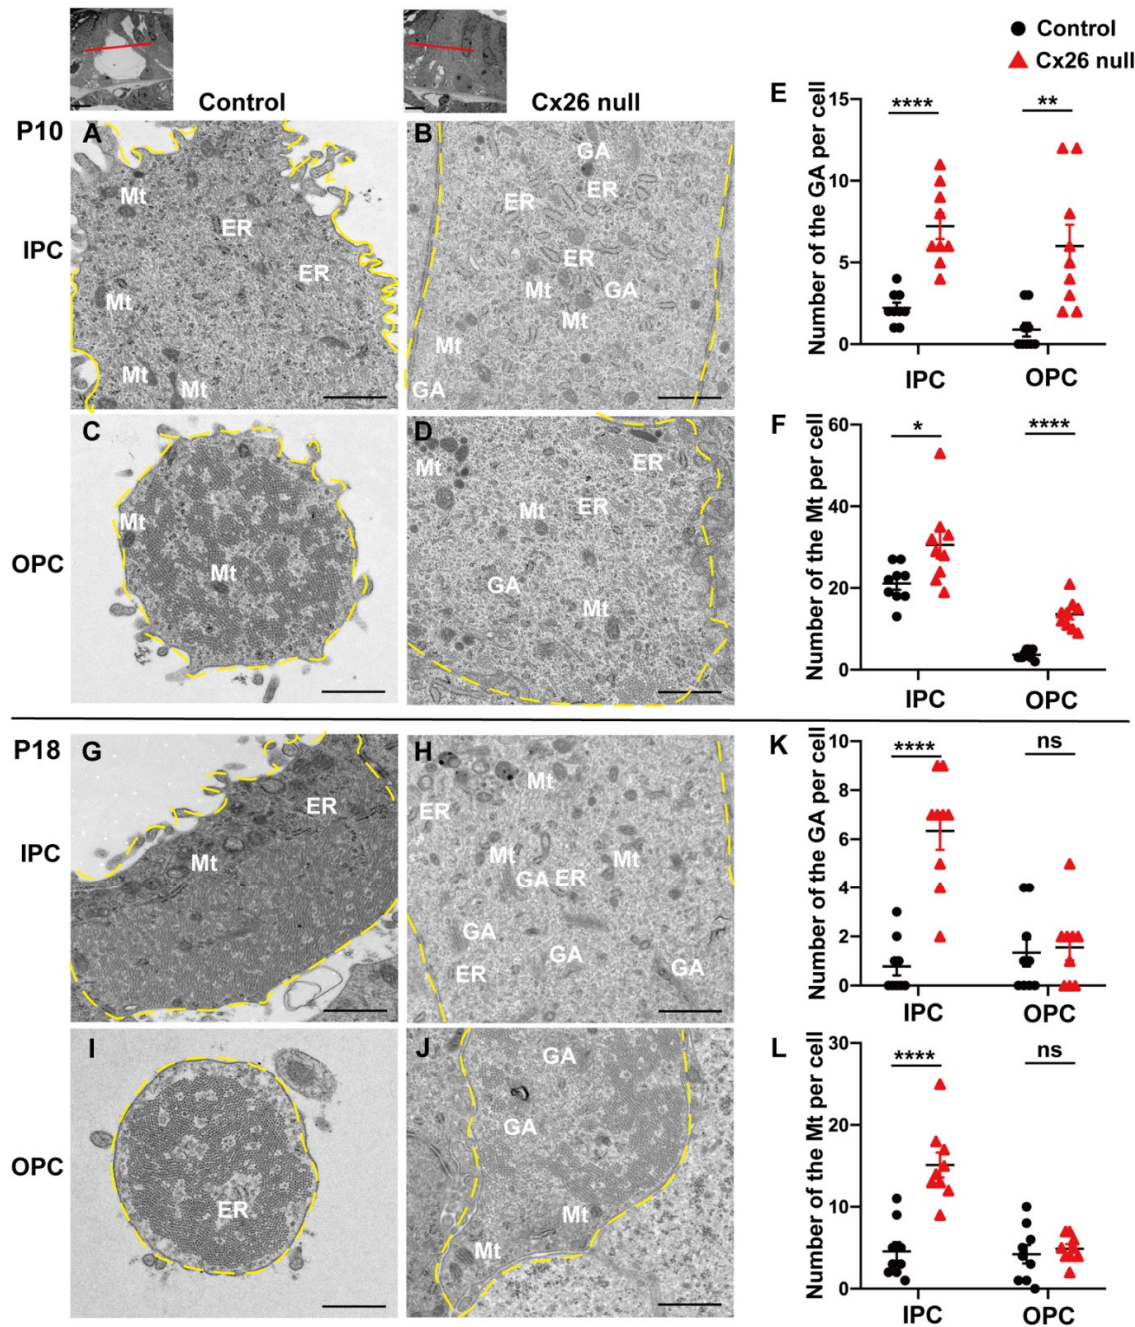 Control
Cx26 null
Control
Cx26 null
P10
IPC
OPC
A
Mt
ER
ER
Mt
Mt
Mt
B
GA
ER
ER
ER
Mt
GA
Mt
Mt
GA
C
Mt
Mt
D
Mt
ER
Mt
ER
GA
Mt
E
Number of the GA per cell
15
10
5
0
****
**
IPC
OPC
F
Number of the Mt per cell
60
40
20
0
*
****
IPC
OPC
P18
IPC
OPC
G
ER
Mt
H
Mt
ER
Mt
Mt
GA ER
GA
GA
ER
GA
I
ER
J
GA
GA
Mt
Mt
K
Number of the GA per cell
10
8
6
4
2
0
****
ns
IPC
OPC
L
Number of the Mt per cell
30
20
10
0
****
ns
IPC
OPC